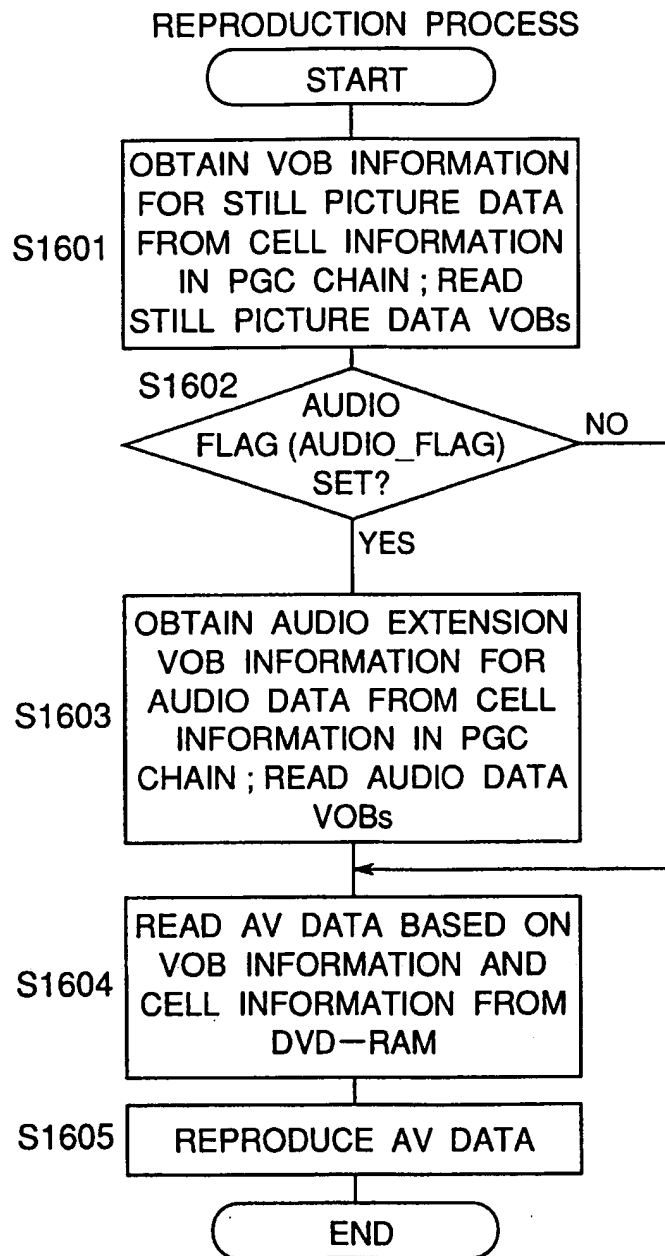 REPRODUCTION PROCESS
START
S1601
OBTAIN VOB INFORMATION
FOR STILL PICTURE DATA
FROM CELL INFORMATION
IN PGC CHAIN ; READ
STILL PICTURE DATA VOBs
S1602
AUDIO
FLAG (AUDIO_FLAG)
SET?
NO
YES
S1603
OBTAIN AUDIO EXTENSION
VOB INFORMATION FOR
AUDIO DATA FROM CELL
INFORMATION IN PGC
CHAIN ; READ AUDIO DATA
VOBs
S1604
READ AV DATA BASED ON
VOB INFORMATION AND
CELL INFORMATION FROM
DVD-RAM
S1605
REPRODUCE AV DATA
END